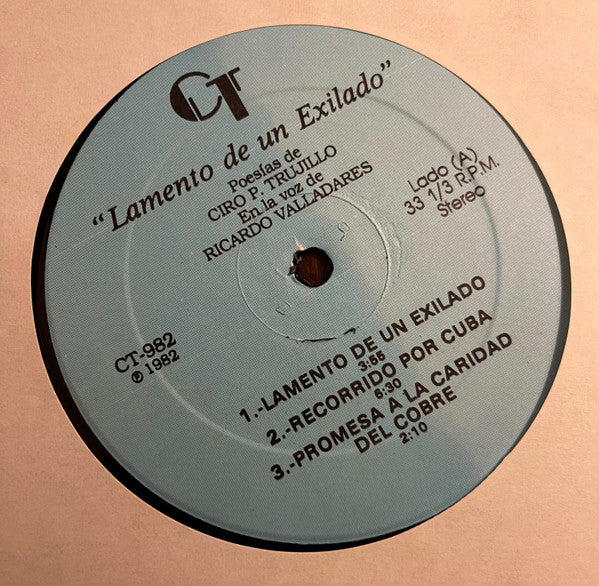 CT
"Lamento de un Exilado"
Poesías de
CIRO P. TRUJILLO
En la voz de
RICARDO VALLADARES
Lado (A)
33 1/3 R.P.M.
Stereo
CT-982
℗ 1982
1.-LAMENTO DE UN EXILADO
3:55
2.-RECORRIDO POR CUBA
6:30
3.-PROMESA A LA CARIDAD
DEL COBRE
2:10